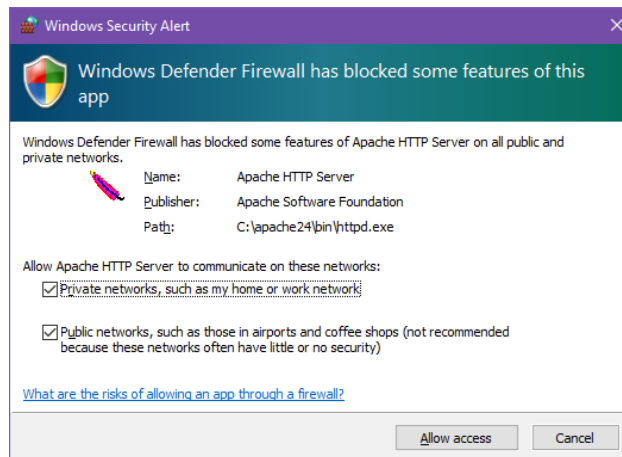 Windows Security Alert
Windows Defender Firewall has blocked some features of this
app
Windows Defender Firewall has blocked some features of Apache HTTP Server on all public and
private networks.
Name: Apache HTTP Server
Publisher: Apache Software Foundation
Path: C:\apache24\bin\httpd.exe
Allow Apache HTTP Server to communicate on these networks:
Private networks, such as my home or work network
Public networks, such as those in airports and coffee shops (not recommended
because these networks often have little or no security)
What are the risks of allowing an app through a firewall?
Allow access Cancel